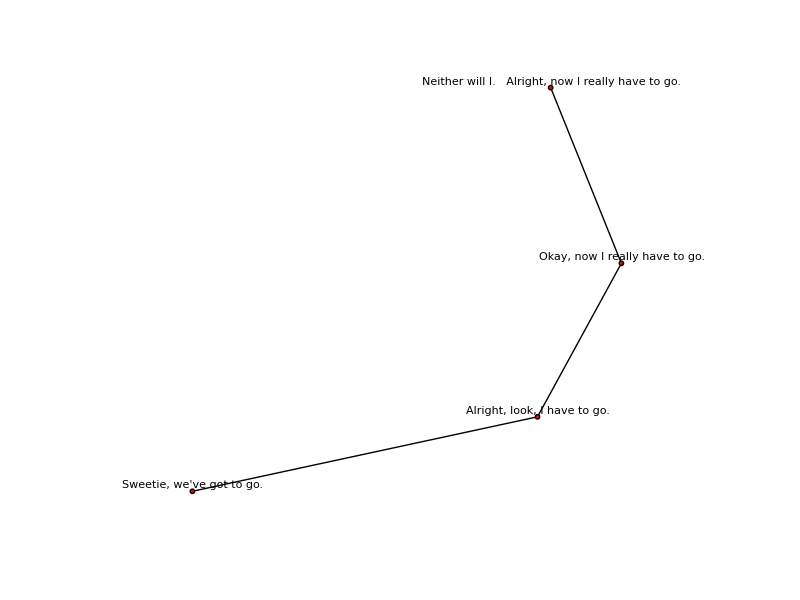 Neither will I.   Alright, now I really have to go.
Okay, now I really have to go.
Alright, look, I have to go.
Sweetie, we've got to go.